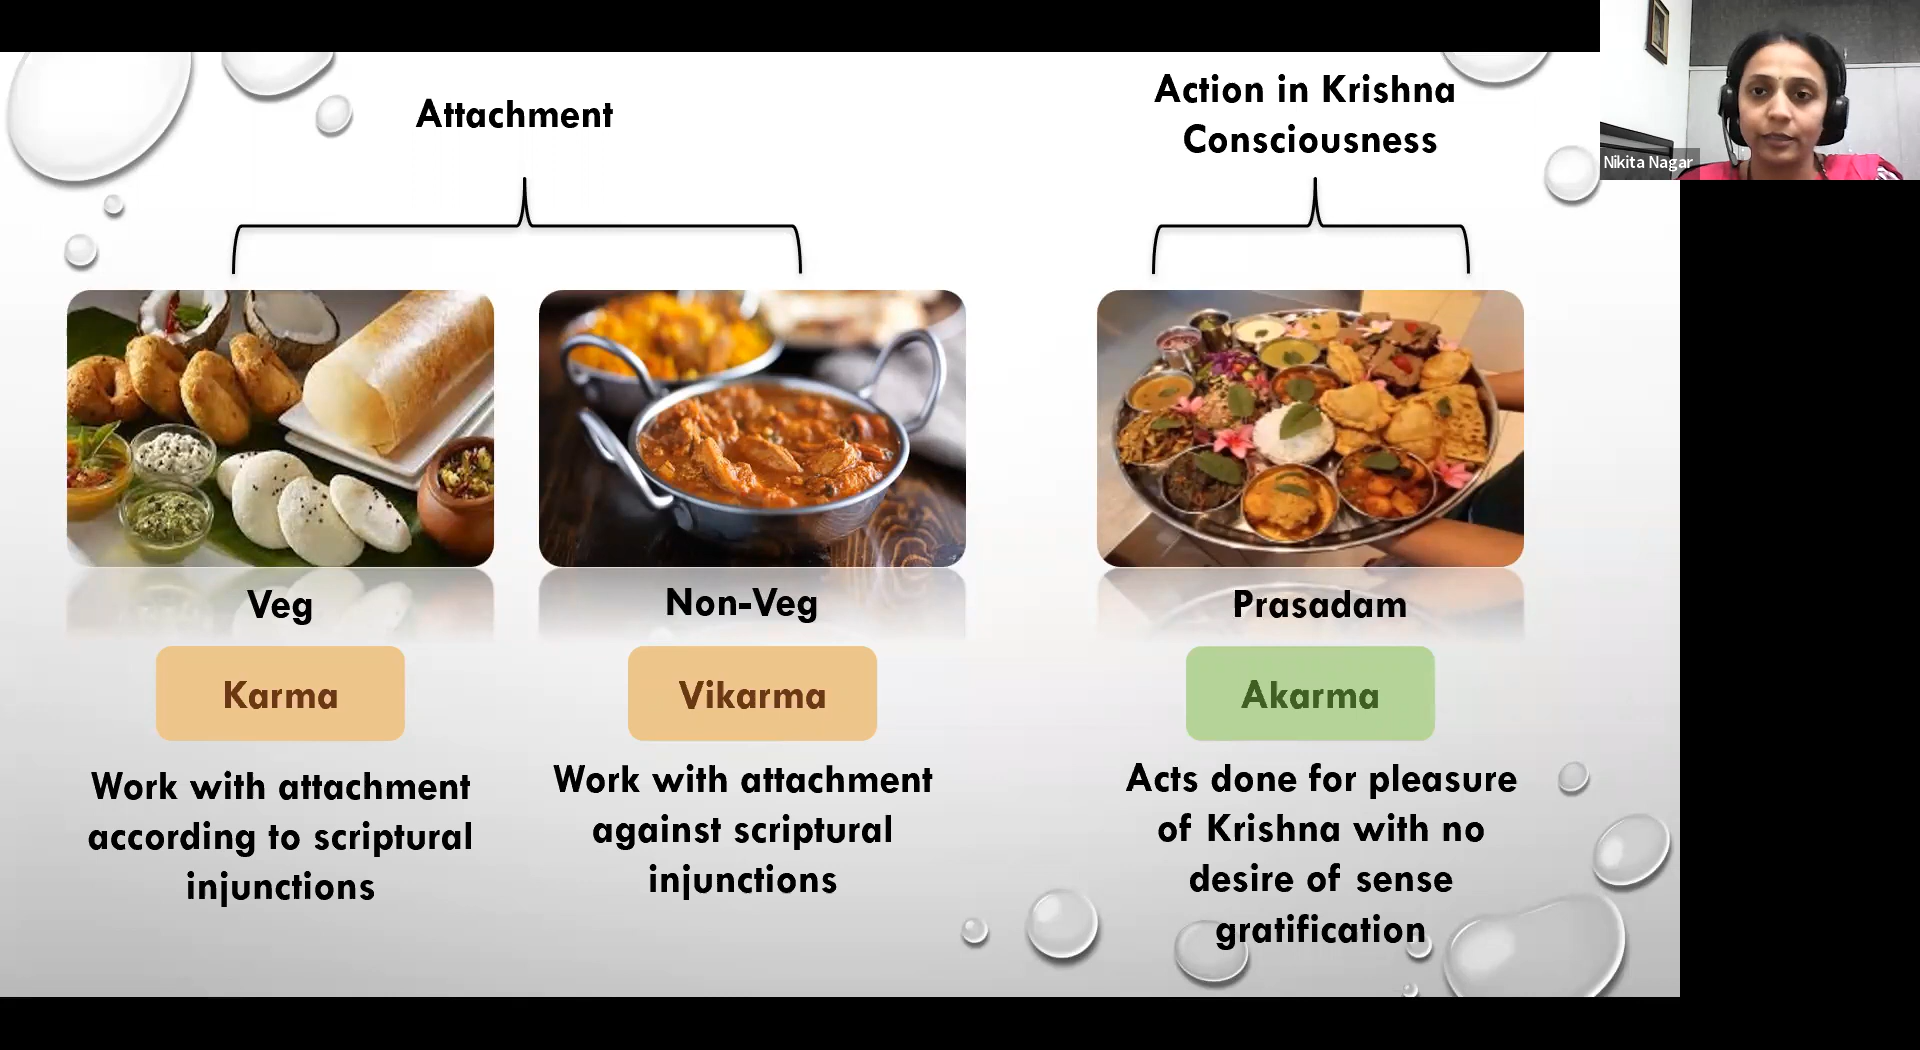 Attachment
Action in Krishna
Consciousness
Nikita Nagar
Veg
Non-Veg
Prasadam
Karma
Vikarma
Akarma
Work with attachment
according to scriptural
injunctions
Work with attachment
against scriptural
injunctions
Acts done for pleasure
of Krishna with no
desire of sense
gratification